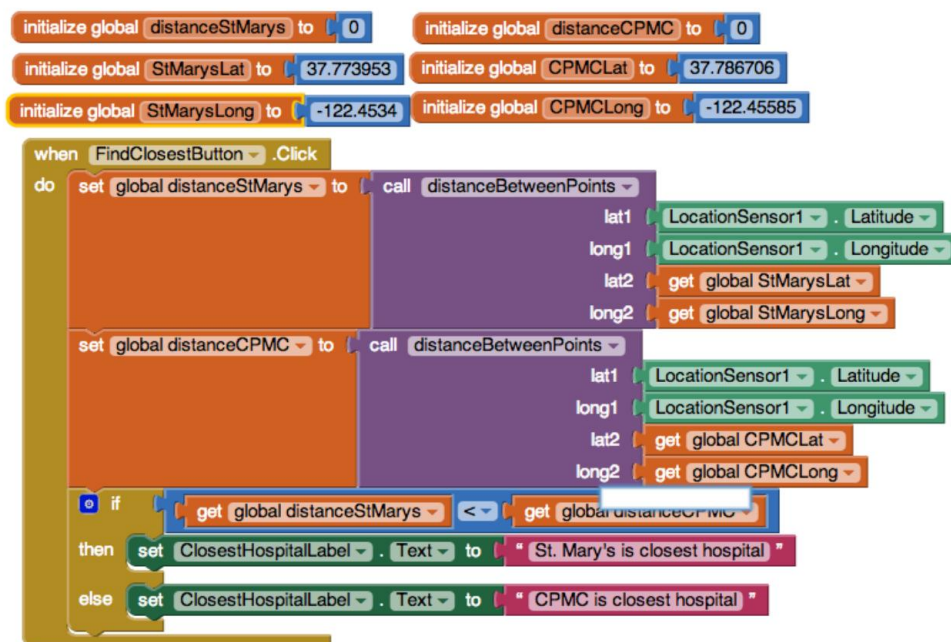 initialize global distanceStMarys to 0
initialize global distanceCPMC to 0
initialize global StMarysLat to 37.773953
initialize global CPMCLat to 37.786706
initialize global StMarysLong to -122.4534
initialize global CPMCLong to -122.45585
when FindClosestButton .Click
do set global distanceStMarys to call distanceBetweenPoints
lat1 LocationSensor1 . Latitude
long1 LocationSensor1 . Longitude
lat2 get global StMarysLat
long2 get global StMarysLong
set global distanceCPMC to call distanceBetweenPoints
lat1 LocationSensor1 . Latitude
long1 LocationSensor1 . Longitude
lat2 get global CPMCLat
long2 get global CPMCLong
if get global distanceStMarys < get global distanceCPMC
then set ClosestHospitalLabel . Text to " St. Mary's is closest hospital "
else set ClosestHospitalLabel . Text to " CPMC is closest hospital "